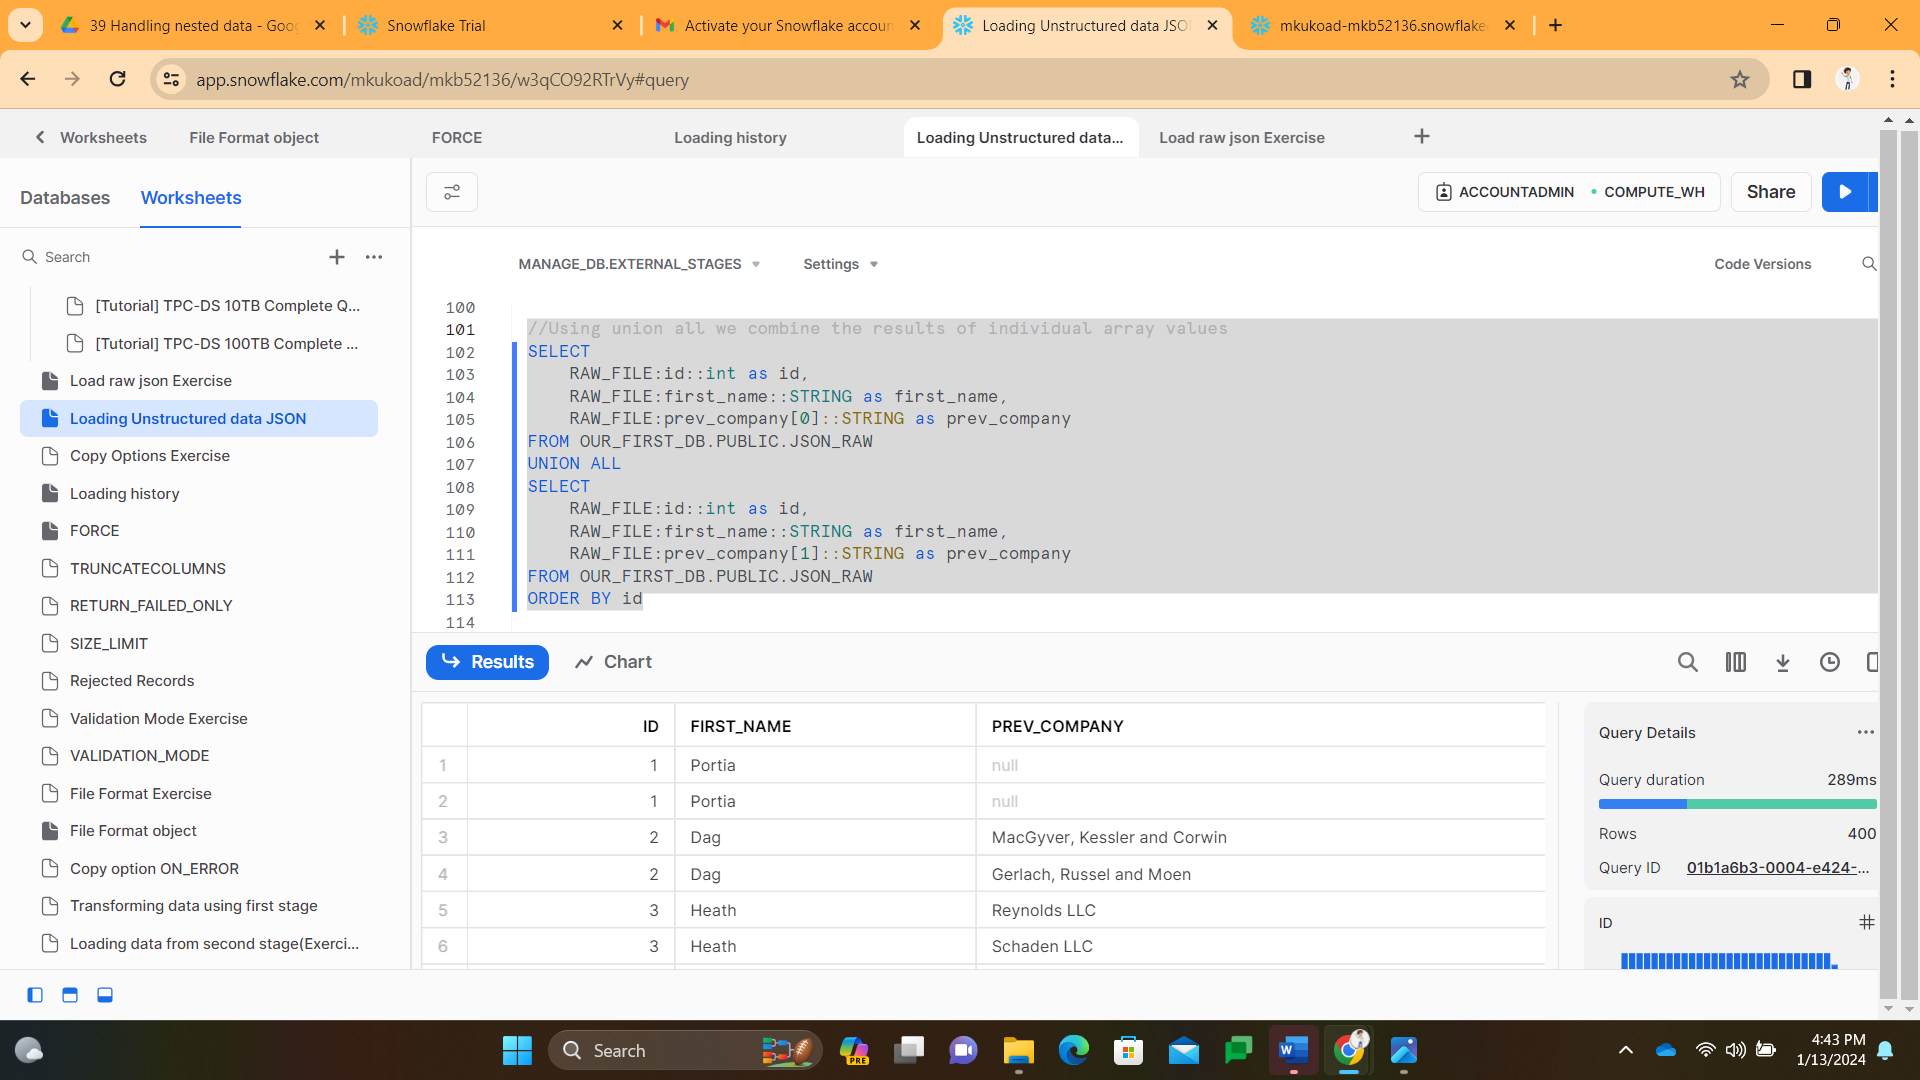 39 Handling nested data - Goo
Snowflake Trial
Activate your Snowflake accoun
Loading Unstructured data JSO
mkukoad-mkb52136.snowflake
app.snowflake.com/mkukoad/mkb52136/w3qCO92RTrVy#query
Worksheets
File Format object
FORCE
Loading history
Loading Unstructured data...
Load raw json Exercise
Databases
Worksheets
ACCOUNTADMIN
COMPUTE_WH
Share
Search
MANAGE_DB.EXTERNAL_STAGES
Settings
Code Versions
[Tutorial] TPC-DS 10TB Complete Q...
[Tutorial] TPC-DS 100TB Complete ...
Load raw json Exercise
Loading Unstructured data JSON
Copy Options Exercise
Loading history
FORCE
TRUNCATECOLUMNS
RETURN_FAILED_ONLY
SIZE_LIMIT
Rejected Records
Validation Mode Exercise
VALIDATION_MODE
File Format Exercise
File Format object
Copy option ON_ERROR
Transforming data using first stage
Loading data from second stage(Exerci...
100
101 //Using union all we combine the results of individual array values
102 SELECT
103 RAW_FILE:id::int as id,
104 RAW_FILE:first_name::STRING as first_name,
105 RAW_FILE:prev_company[0]::STRING as prev_company
106 FROM OUR_FIRST_DB.PUBLIC.JSON_RAW
107 UNION ALL
108 SELECT
109 RAW_FILE:id::int as id,
110 RAW_FILE:first_name::STRING as first_name,
111 RAW_FILE:prev_company[1]::STRING as prev_company
112 FROM OUR_FIRST_DB.PUBLIC.JSON_RAW
113 ORDER BY id
114
Results
Chart
ID FIRST_NAME PREV_COMPANY
1 1 Portia null
2 1 Portia null
3 2 Dag MacGyver, Kessler and Corwin
4 2 Dag Gerlach, Russel and Moen
5 3 Heath Reynolds LLC
6 3 Heath Schaden LLC
Query Details
Query duration 289ms
Rows 400
Query ID 01b1a6b3-0004-e424-...
ID
Search
PRE
4:43 PM
1/13/2024